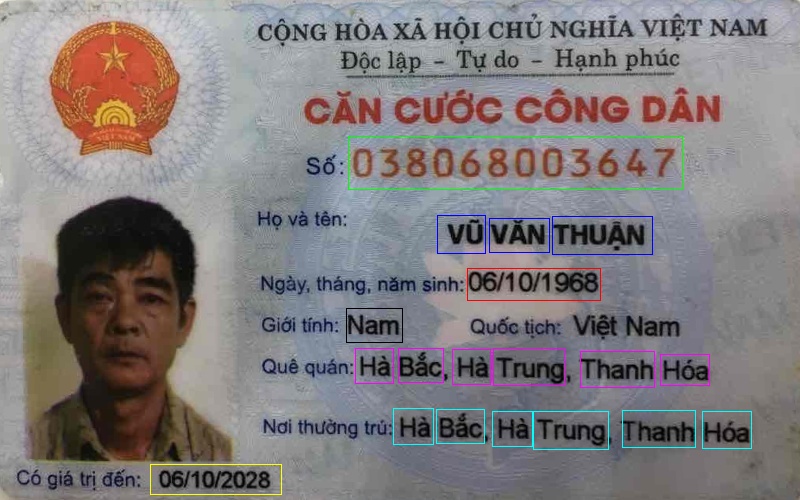 CỘNG HÒA XÃ HỘI CHỦ NGHĨA VIỆT NAM
Độc lập - Tự do - Hạnh phúc
CĂN CƯỚC CÔNG DÂN
Số: 038068003647
Họ và tên:
VŨ VĂN THUẬN
Ngày, tháng, năm sinh: 06/10/1968
Giới tính: Nam Quốc tịch: Việt Nam
Quê quán: Hà Bắc, Hà Trung, Thanh Hóa
Nơi thường trú: Hà Bắc, Hà Trung, Thanh Hóa
Có giá trị đến: 06/10/2028